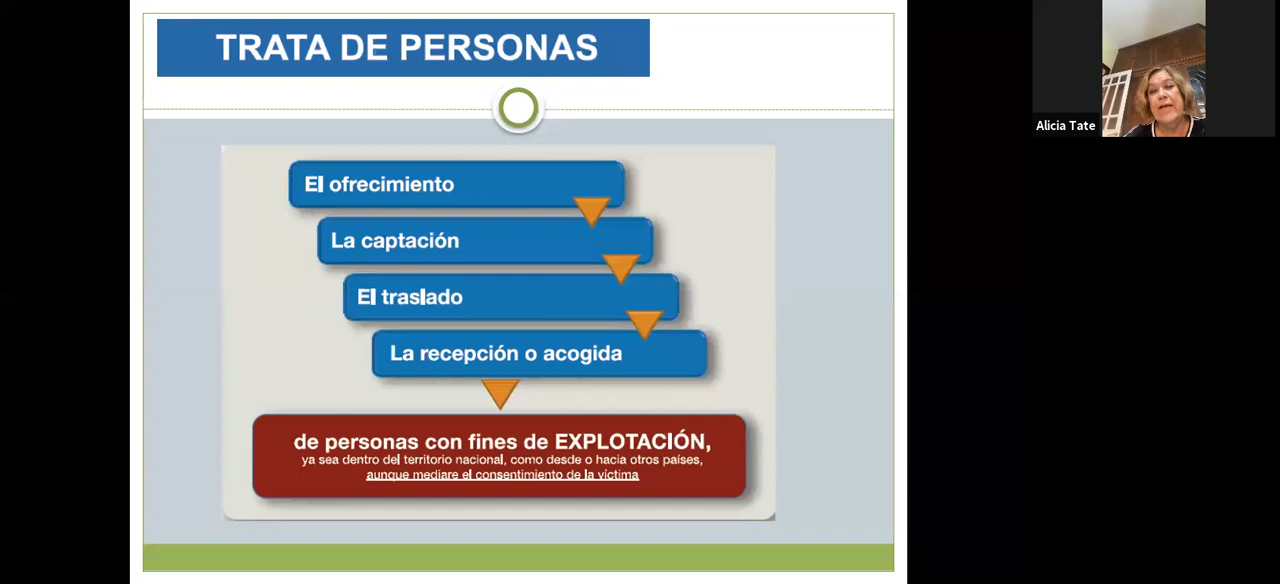 TRATA DE PERSONAS
El ofrecimiento
La captación
El traslado
La recepción o acogida
de personas con fines de EXPLOTACIÓN,
ya sea dentro del territorio nacional, como desde o hacia otros países,
aunque mediare el consentimiento de la víctima
Alicia Tate